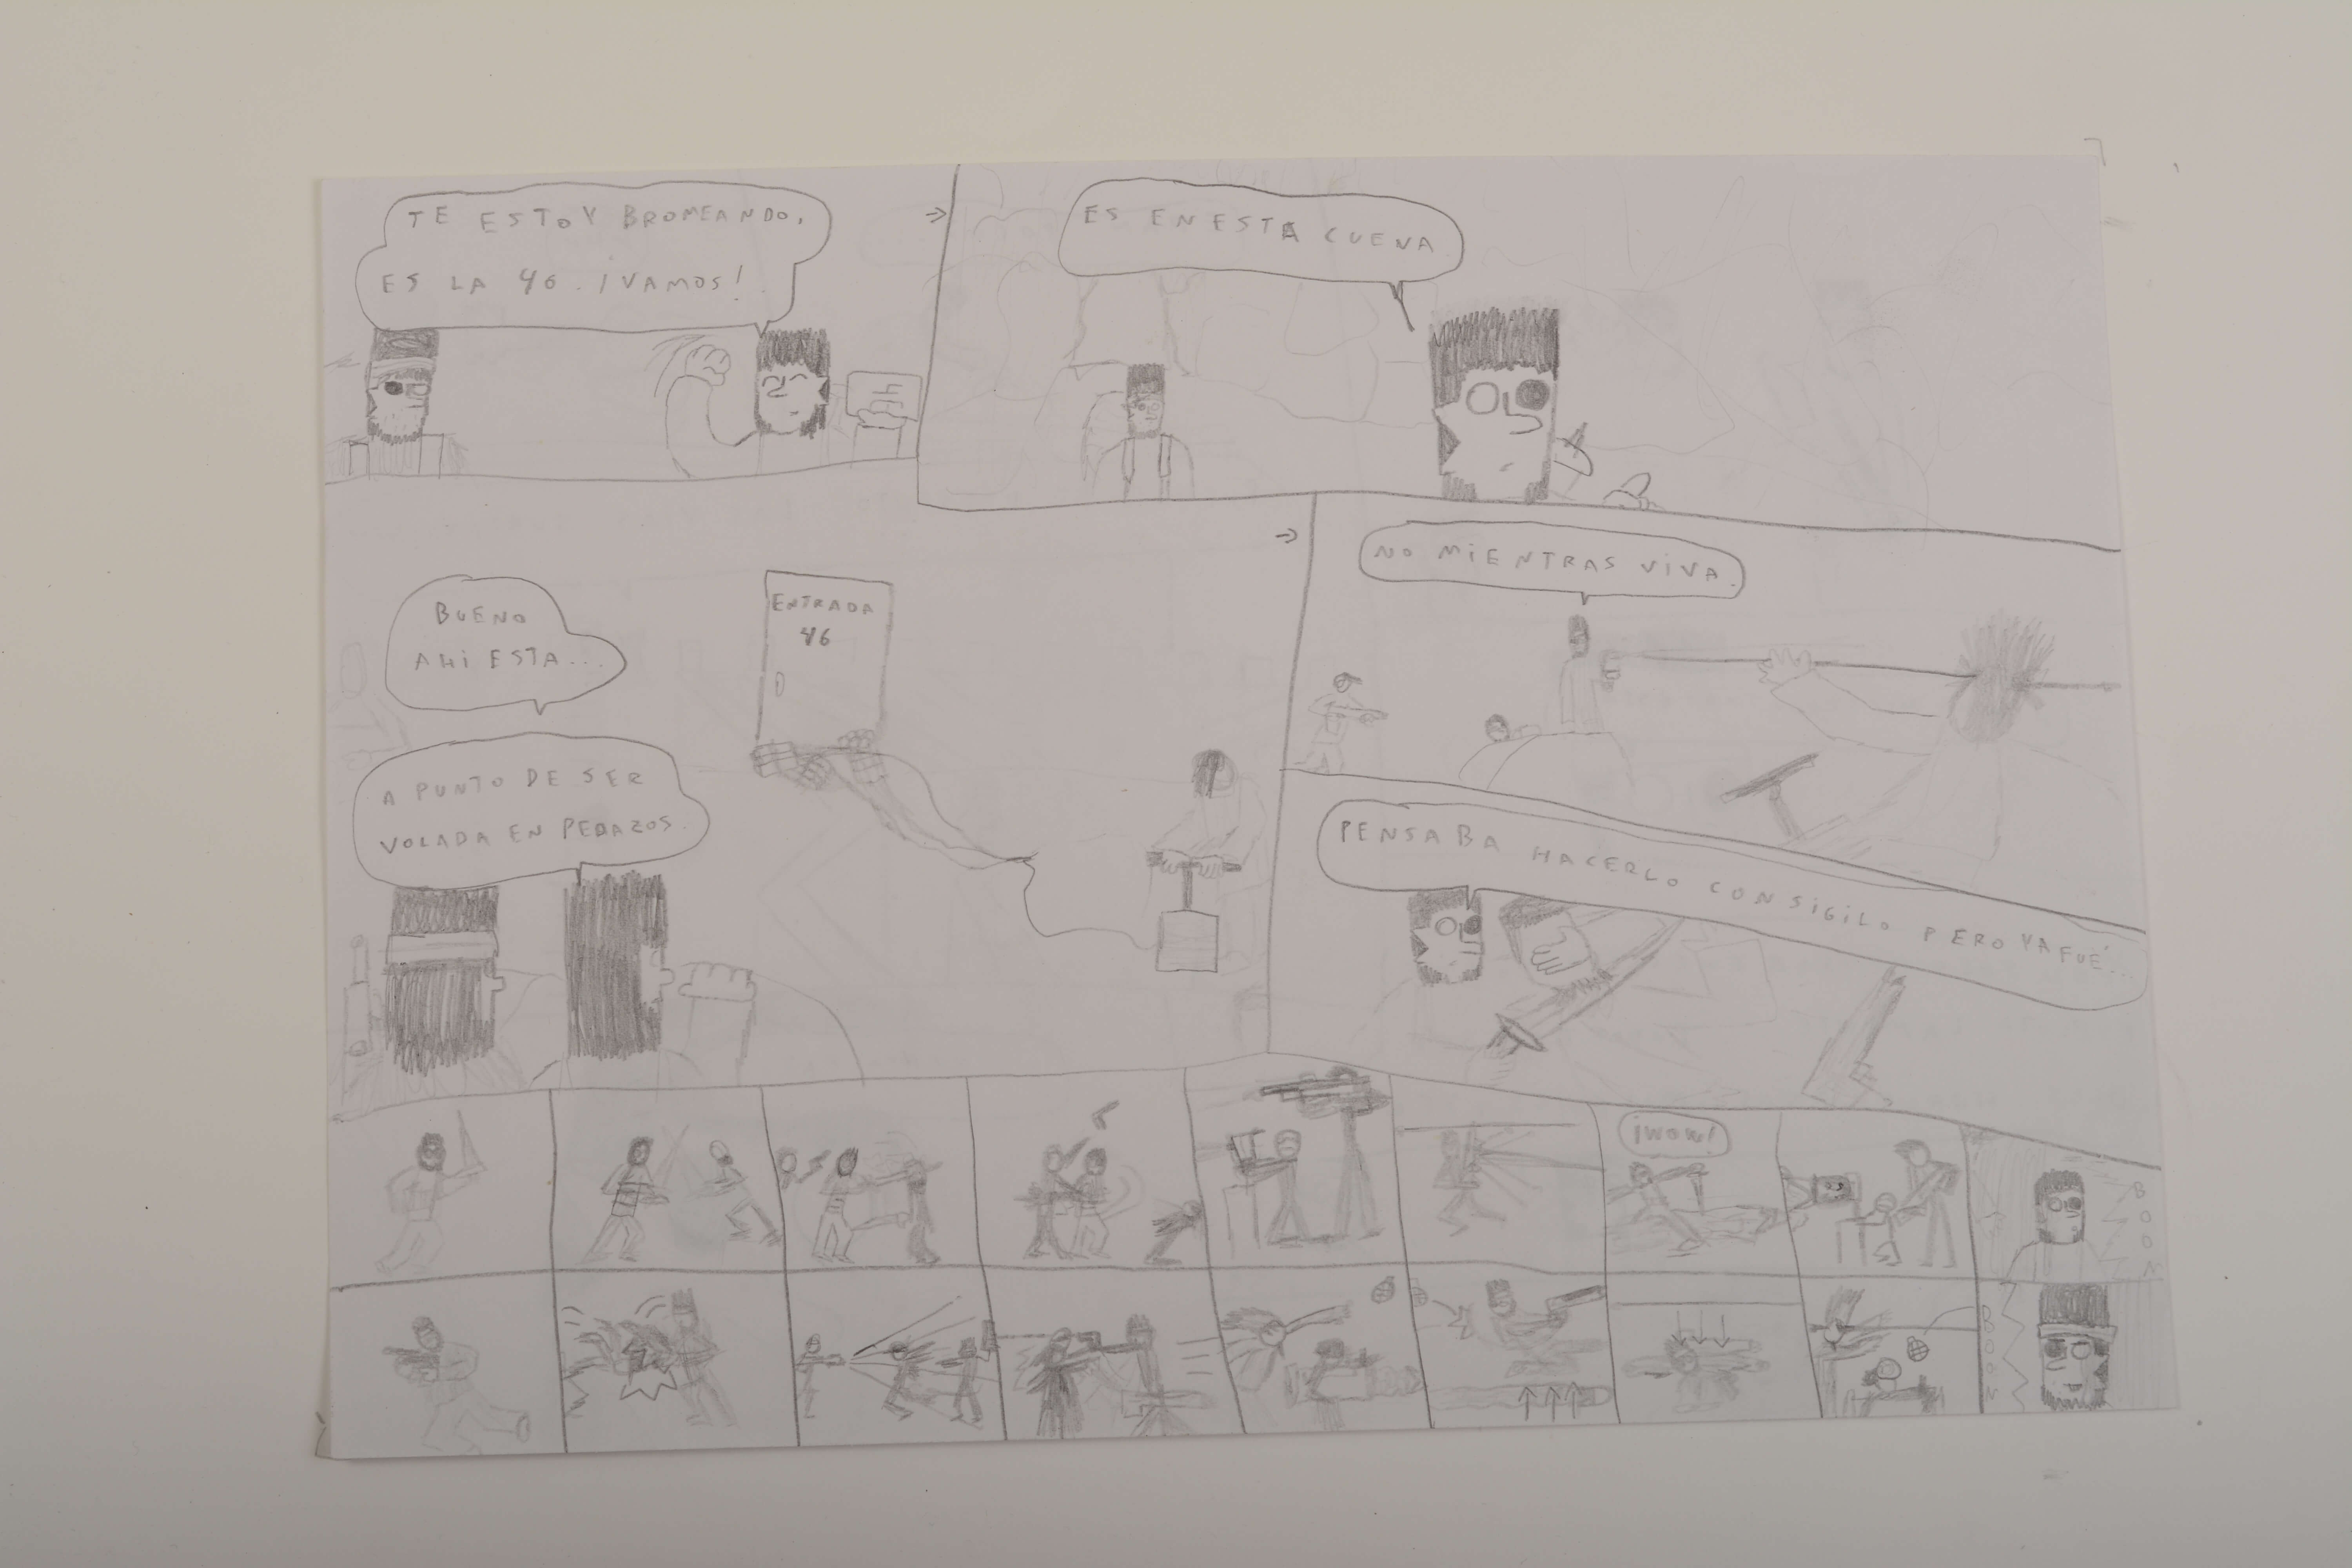 TE ESTOY BROMEANDO,
ES LA 46. ¡VAMOS!
ES EN ESTA CUEVA
BUENO
AHI ESTA...
A PUNTO DE SER
VOLADA EN PEDAZOS.
ENTRADA
46
NO MIENTRAS VIVA.
PENSABA HACERLO CON SIGILO PERO YA FUÉ...
¡WOW!
BOOM
BOOM